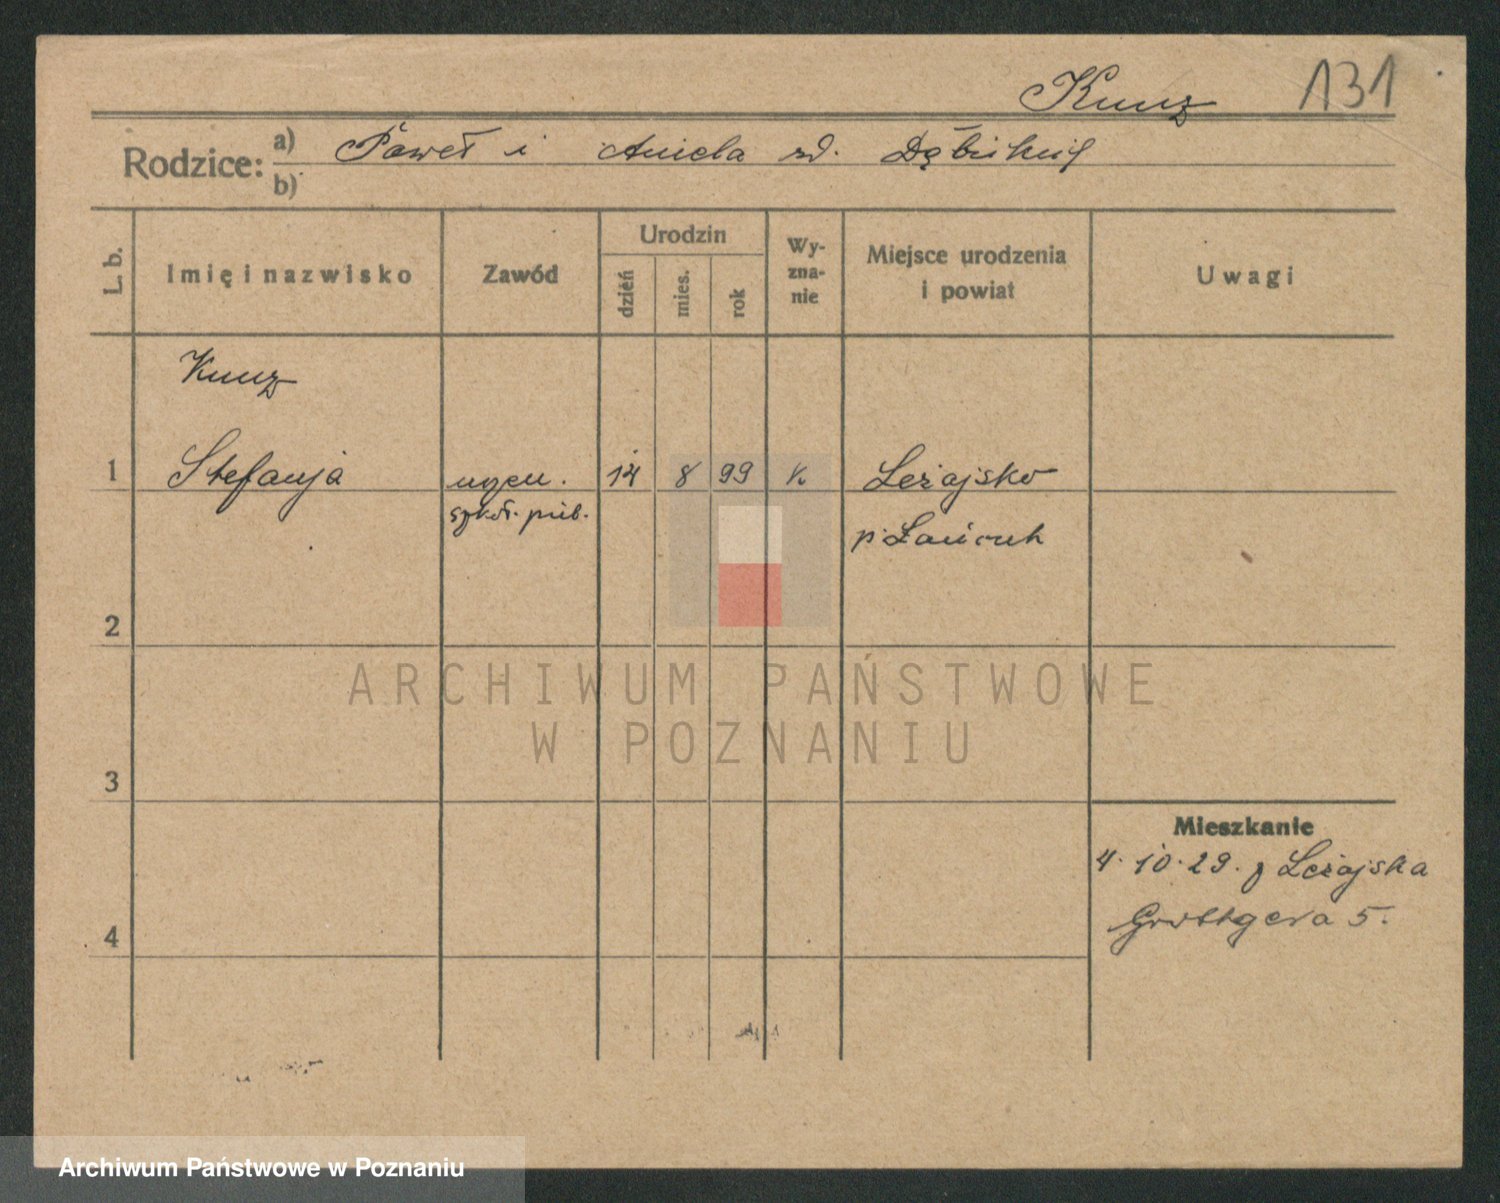 Kunz 131
Rodzice: a) Paweł i Aniela zd.
b)
L. b.
Imię i nazwisko
Zawód
Urodzin
dzień
mies.
rok
Wy-
zna-
nie
Miejsce urodzenia
i powiat
Uwagi
Kunz
1 Stefanja 14 8 99 k Leżajsko
szkół.
p. Łańcuch
2
3
4
Mieszkanie
4.10.29. z Leżajska
Grottgera 5.
ARCHIWUM PAŃSTWOWE
W POZNANIU
Archiwum Państwowe w Poznaniu